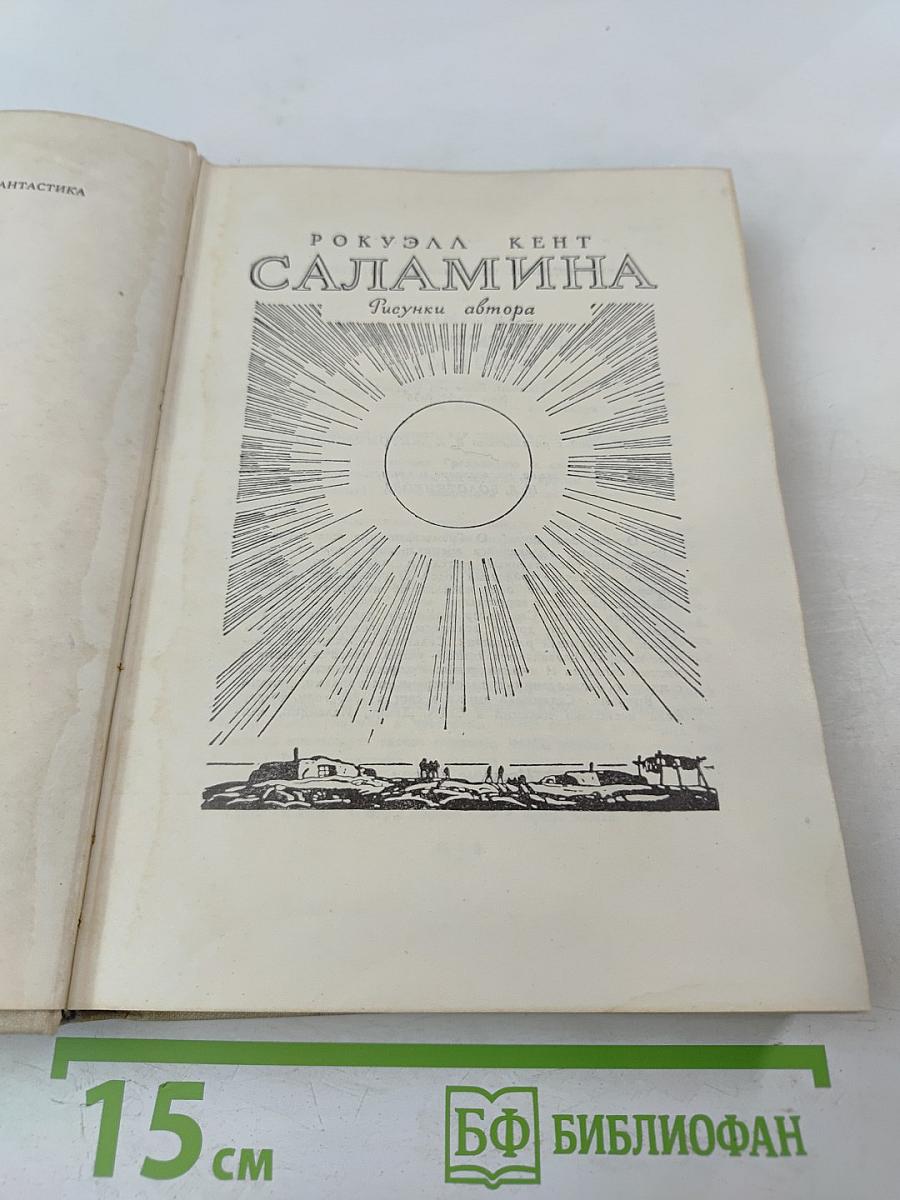 АНТАСТИКА
РОКУЭЛЛ КЕНТ
САЛАМИНА
Рисунки автора
15 см
БФ БИБЛИОФАН